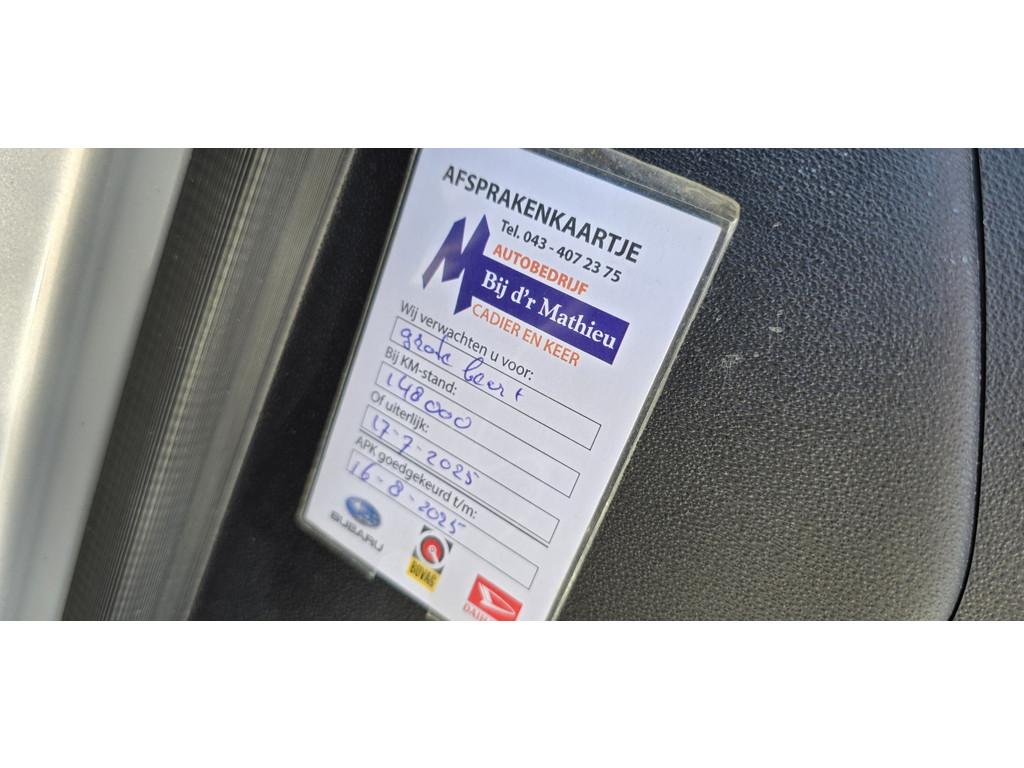 AFSPRAKENKAARTJE
Tel. 043 - 407 23 75
AUTOBEDRIJF
Bij d'r Mathieu
CADIER EN KEER
Wij verwachten u voor:
grote beurt
Bij KM-stand:
148000
Of uiterlijk:
17-7-2025
APK goedgekeurd t/m:
16-8-2025
SUBARU
BOVAG
DAIH